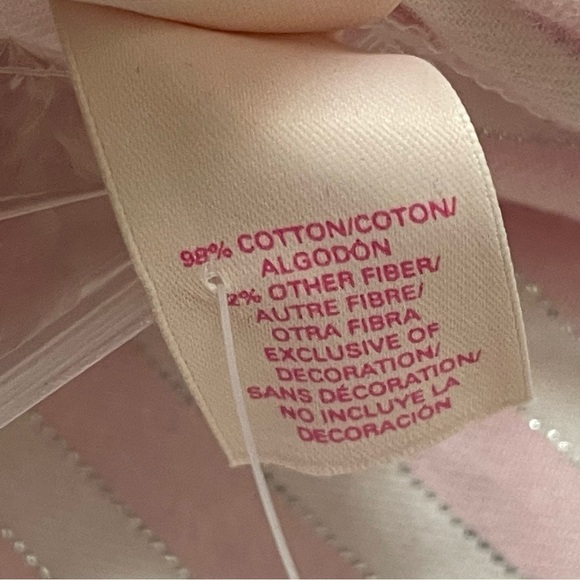 98% COTTON/COTON/
ALGODÓN
2% OTHER FIBER/
AUTRE FIBRE/
OTRA FIBRA
EXCLUSIVE OF
DECORATION/
SANS DÉCORATION/
NO INCLUYE LA
DECORACIÓN